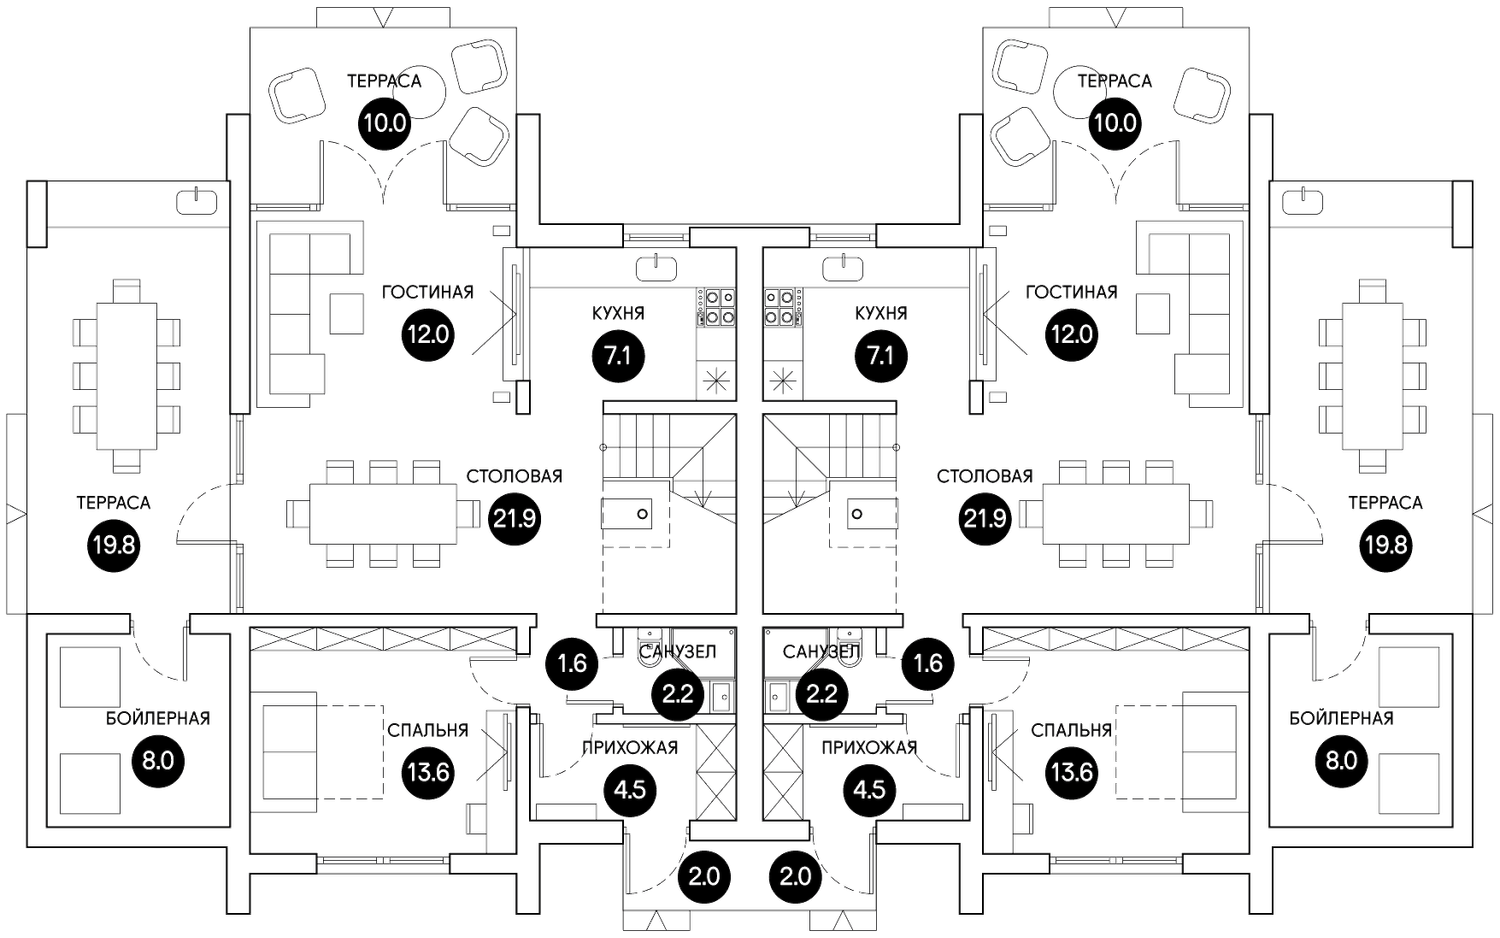 ТЕРРАСА
10.0
ТЕРРАСА
10.0
ГОСТИНАЯ
12.0
КУХНЯ
7.1
КУХНЯ
7.1
ГОСТИНАЯ
12.0
ТЕРРАСА
19.8
СТОЛОВАЯ
21.9
СТОЛОВАЯ
21.9
ТЕРРАСА
19.8
1.6
САНУЗЕЛ
2.2
САНУЗЕЛ
2.2
1.6
БОЙЛЕРНАЯ
8.0
СПАЛЬНЯ
13.6
ПРИХОЖАЯ
4.5
ПРИХОЖАЯ
4.5
СПАЛЬНЯ
13.6
БОЙЛЕРНАЯ
8.0
2.0
2.0